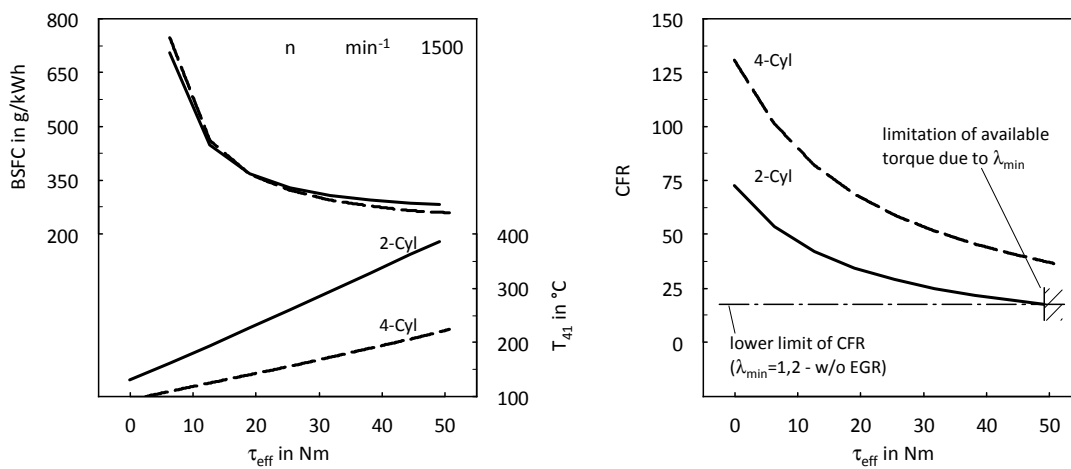 800
650
500
350
200
BSFC in g/kWh
n min⁻¹ 1500
2-Cyl
4-Cyl
400
300
200
100
T₄₁ in °C
0 10 20 30 40 50
τeff in Nm
150
125
100
75
50
25
0
CFR
4-Cyl
2-Cyl
limitation of available
torque due to λmin
lower limit of CFR
(λmin=1,2 - w/o EGR)
0 10 20 30 40 50
τeff in Nm